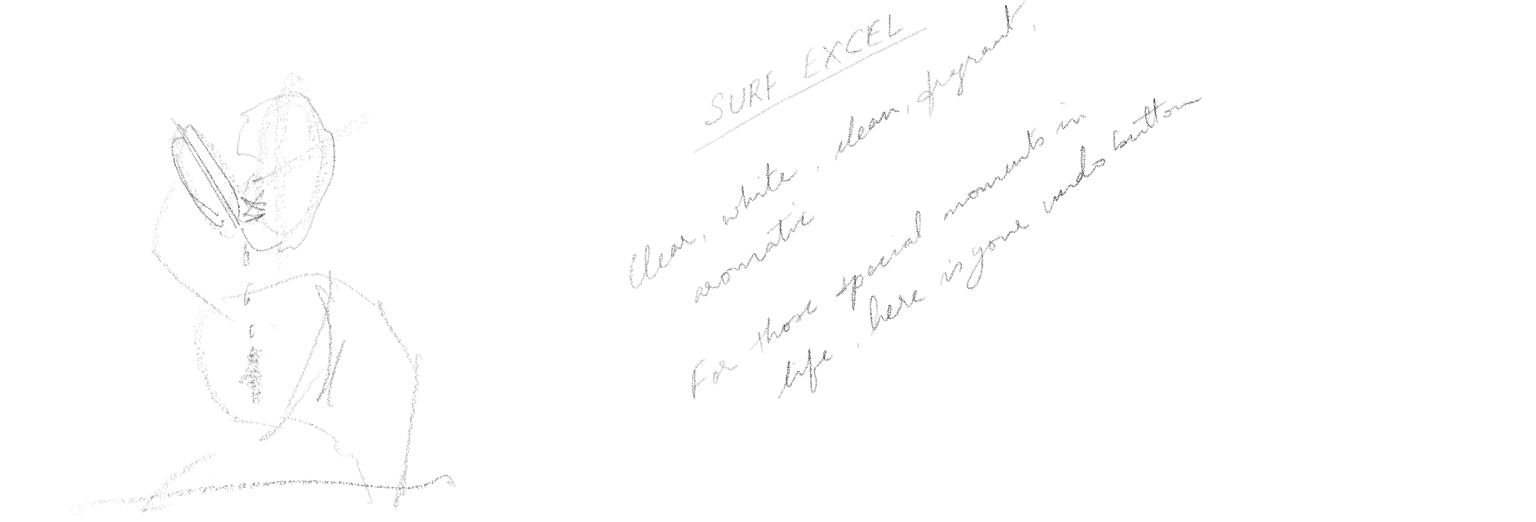 SURF EXCEL
Clear, white, clean, fragrant,
aromatic
For those special moments in
life, here is your undo button